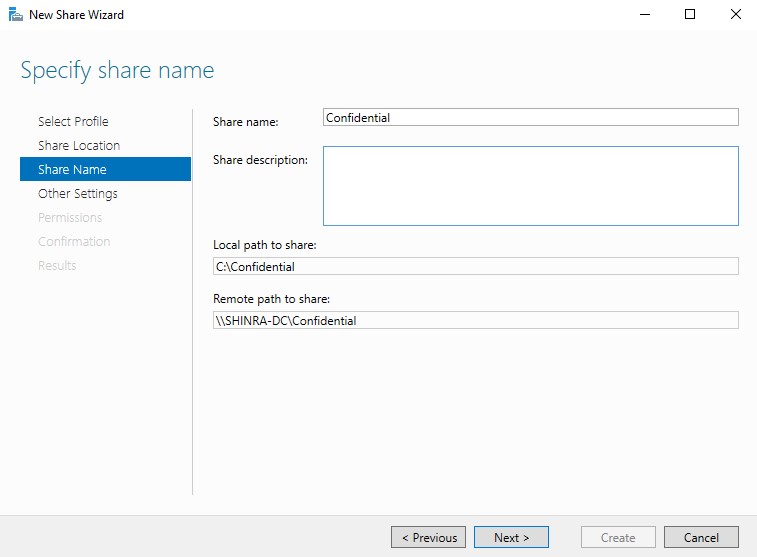 New Share Wizard
Specify share name
Select Profile
Share Location
Share Name
Other Settings
Permissions
Confirmation
Results
Share name:
Confidential
Share description:
Local path to share:
C:\Confidential
Remote path to share:
\\SHINRA-DC\Confidential
< Previous
Next >
Create
Cancel